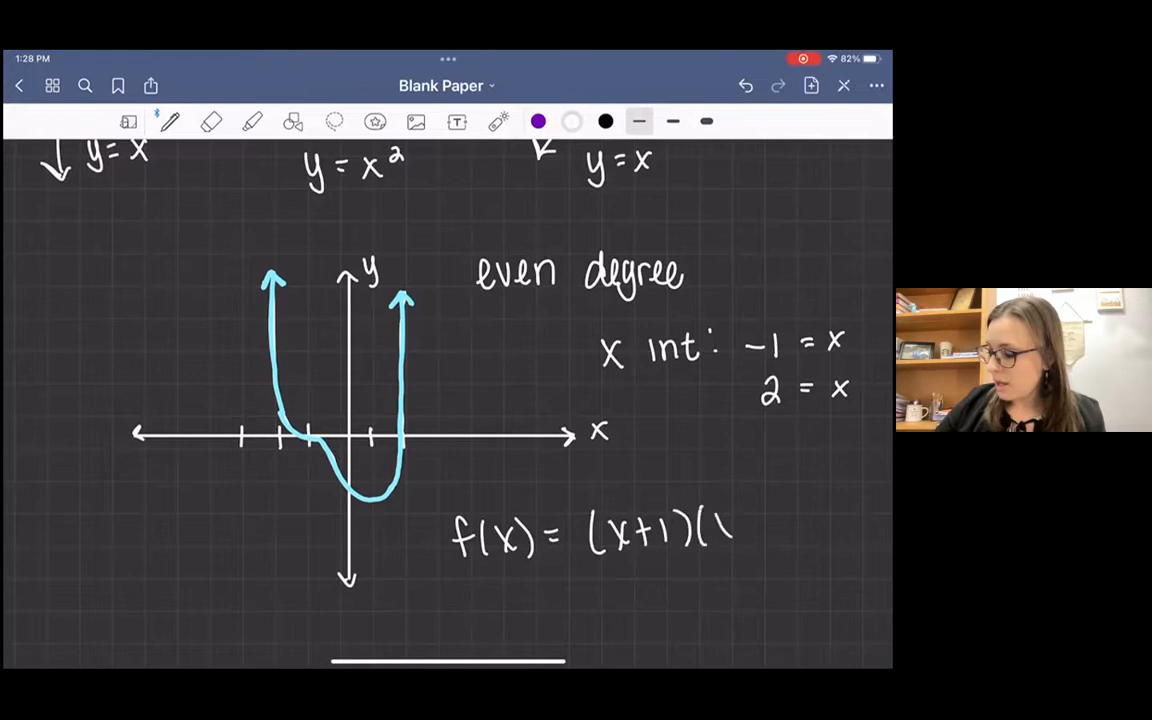 1:28 PM
82%
Blank Paper
y = x
y = x²
y = x
y
even degree
x int: -1 = x
2 = x
x
f(x) = (x+1)(